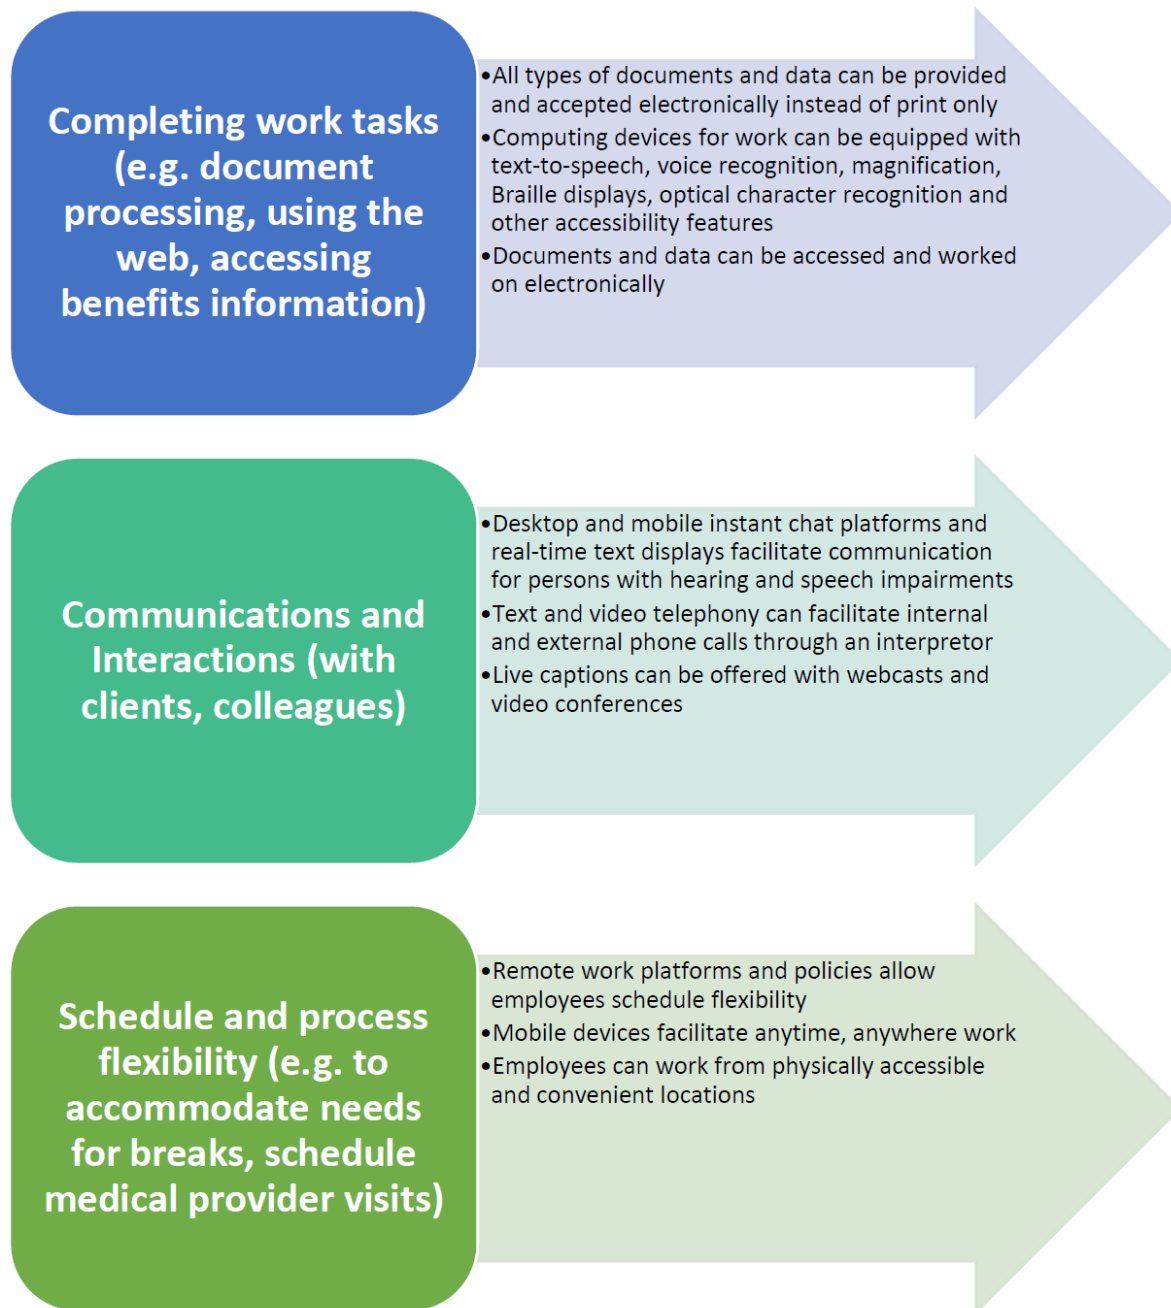 Completing work tasks
(e.g. document
processing, using the
web, accessing
benefits information)
•All types of documents and data can be provided
and accepted electronically instead of print only
•Computing devices for work can be equipped with
text-to-speech, voice recognition, magnification,
Braille displays, optical character recognition and
other accessibility features
•Documents and data can be accessed and worked
on electronically
Communications and
Interactions (with
clients, colleagues)
•Desktop and mobile instant chat platforms and
real-time text displays facilitate communication
for persons with hearing and speech impairments
•Text and video telephony can facilitate internal
and external phone calls through an interpretor
•Live captions can be offered with webcasts and
video conferences
Schedule and process
flexibility (e.g. to
accommodate needs
for breaks, schedule
medical provider visits)
•Remote work platforms and policies allow
employees schedule flexibility
•Mobile devices facilitate anytime, anywhere work
•Employees can work from physically accessible
and convenient locations